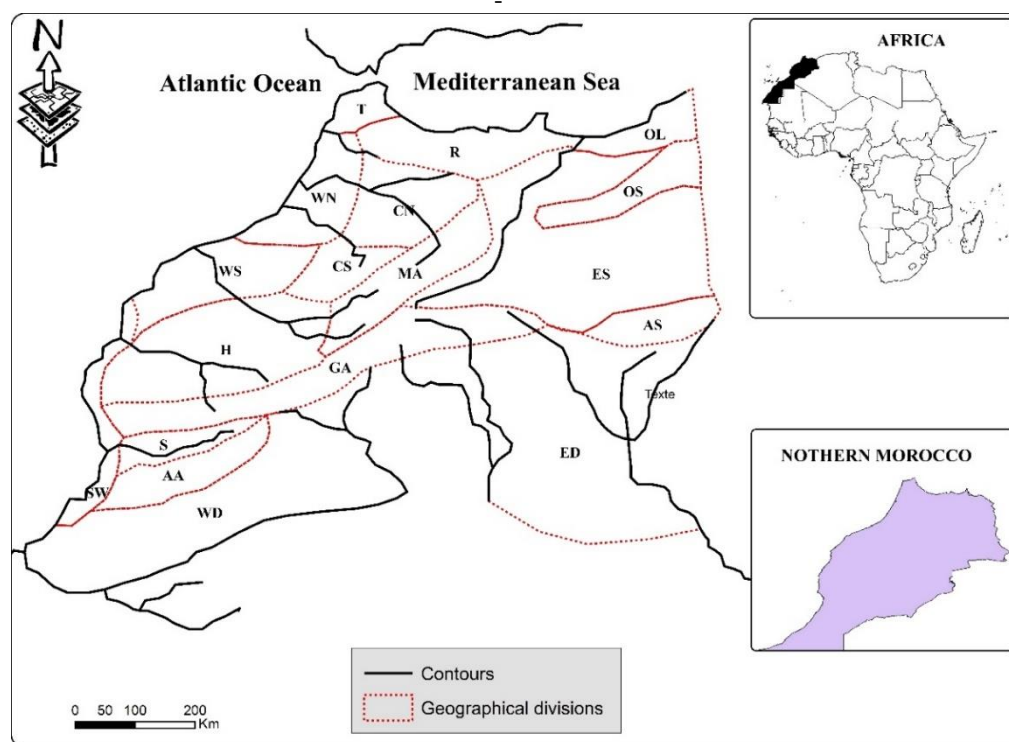 N
Atlantic Ocean
Mediterranean Sea
AFRICA
T
OL
R
OS
WN
CN
WS
CS
MA
ES
AS
H
GA
Texte
S
ED
NOTHERN MOROCCO
SW
AA
WD
Contours
Geographical divisions
0 50 100 200
Km